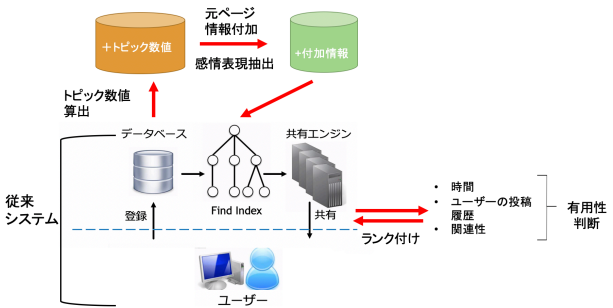 元ページ
情報付加
+トピック数値
+付加情報
感情表現抽出
トピック数値
算出
データベース
共有エンジン
従来
システム
登録
Find Index
共有
ランク付け
• 時間
• ユーザーの投稿
履歴
• 関連性
有用性
判断
ユーザー